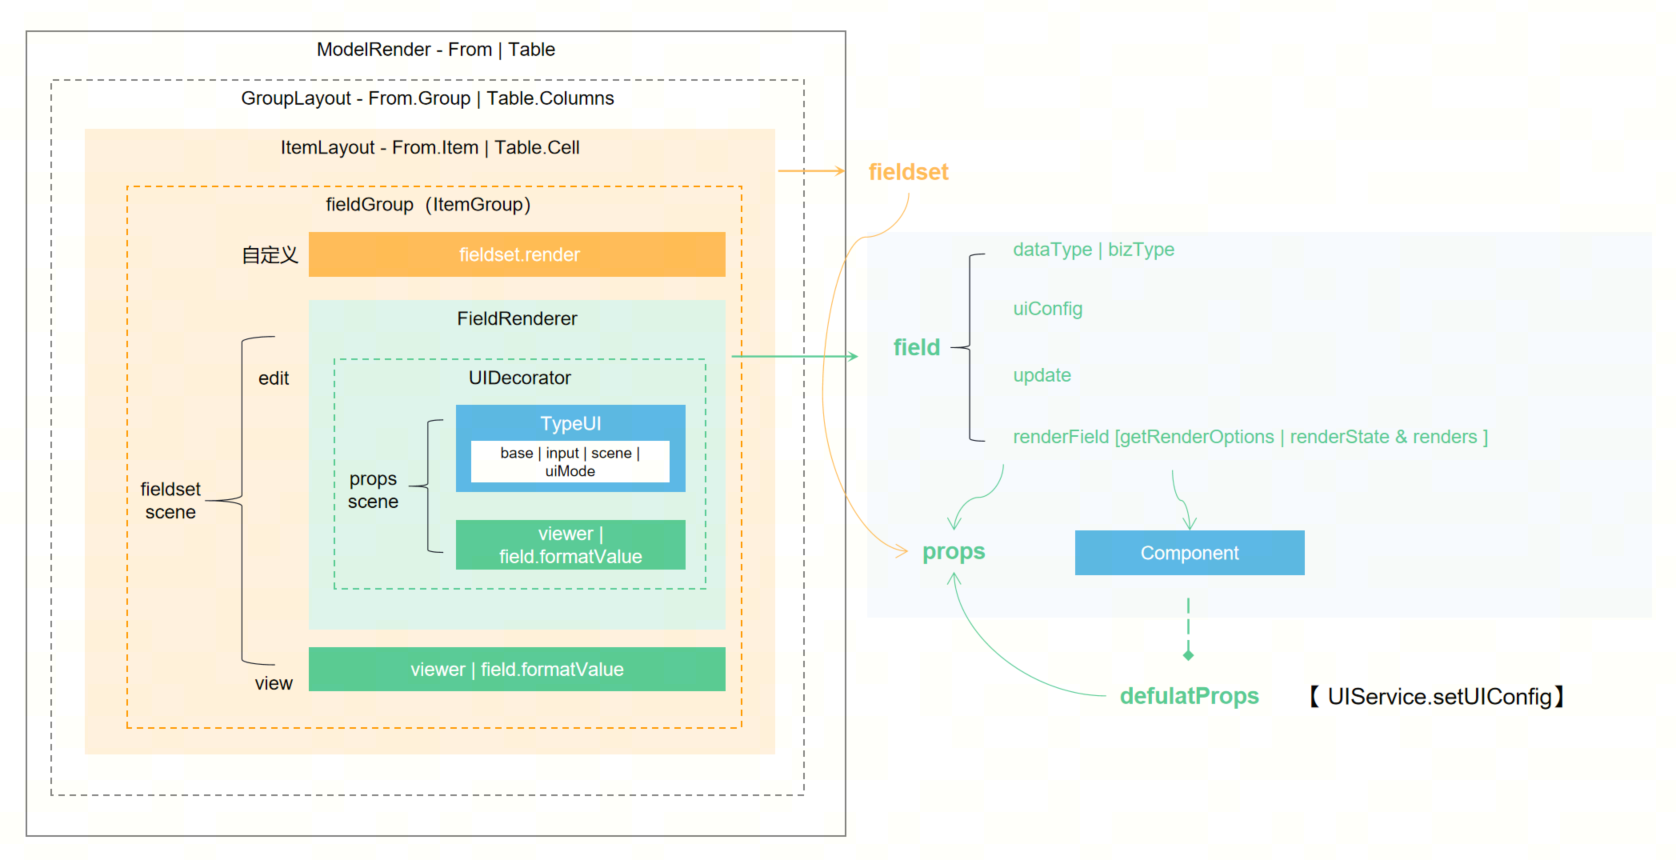 ModelRender - From | Table
GroupLayout - From.Group | Table.Columns
ItemLayout - From.Item | Table.Cell
fieldGroup（ItemGroup）
自定义
fieldset.render
FieldRenderer
edit
UIDecorator
TypeUI
base | input | scene |
uiMode
props
scene
fieldset
scene
viewer |
field.formatValue
view
viewer | field.formatValue
fieldset
field
dataType | bizType
uiConfig
update
renderField [getRenderOptions | renderState & renders ]
props
Component
defulatProps
【 UIService.setUIConfig】